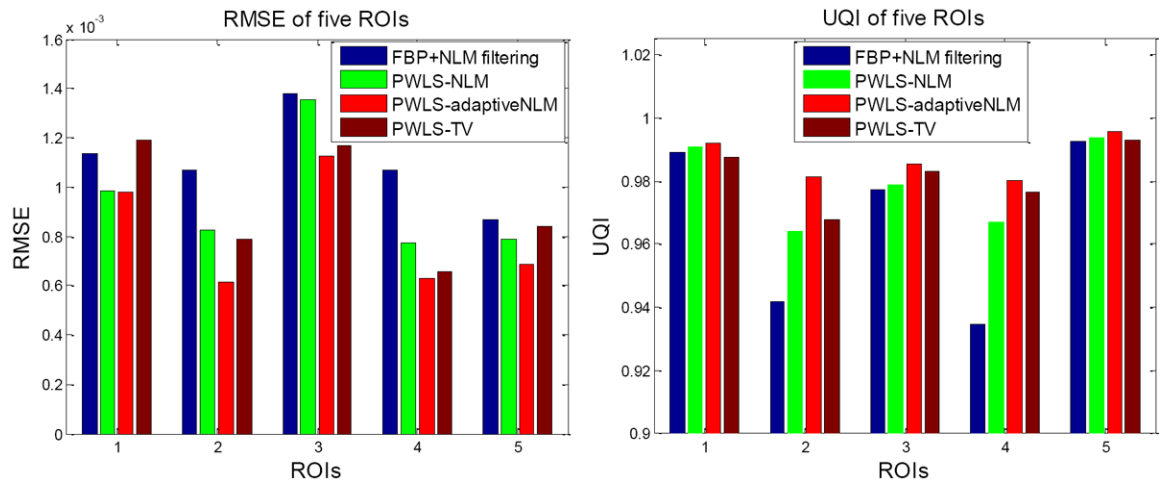 RMSE of five ROIs
x 10⁻³
1.6
1.4
1.2
1
0.8
0.6
0.4
0.2
0
RMSE
FBP+NLM filtering
PWLS-NLM
PWLS-adaptiveNLM
PWLS-TV
1 2 3 4 5
ROIs
UQI of five ROIs
1.02
1
0.98
0.96
0.94
0.92
0.9
UQI
FBP+NLM filtering
PWLS-NLM
PWLS-adaptiveNLM
PWLS-TV
1 2 3 4 5
ROIs